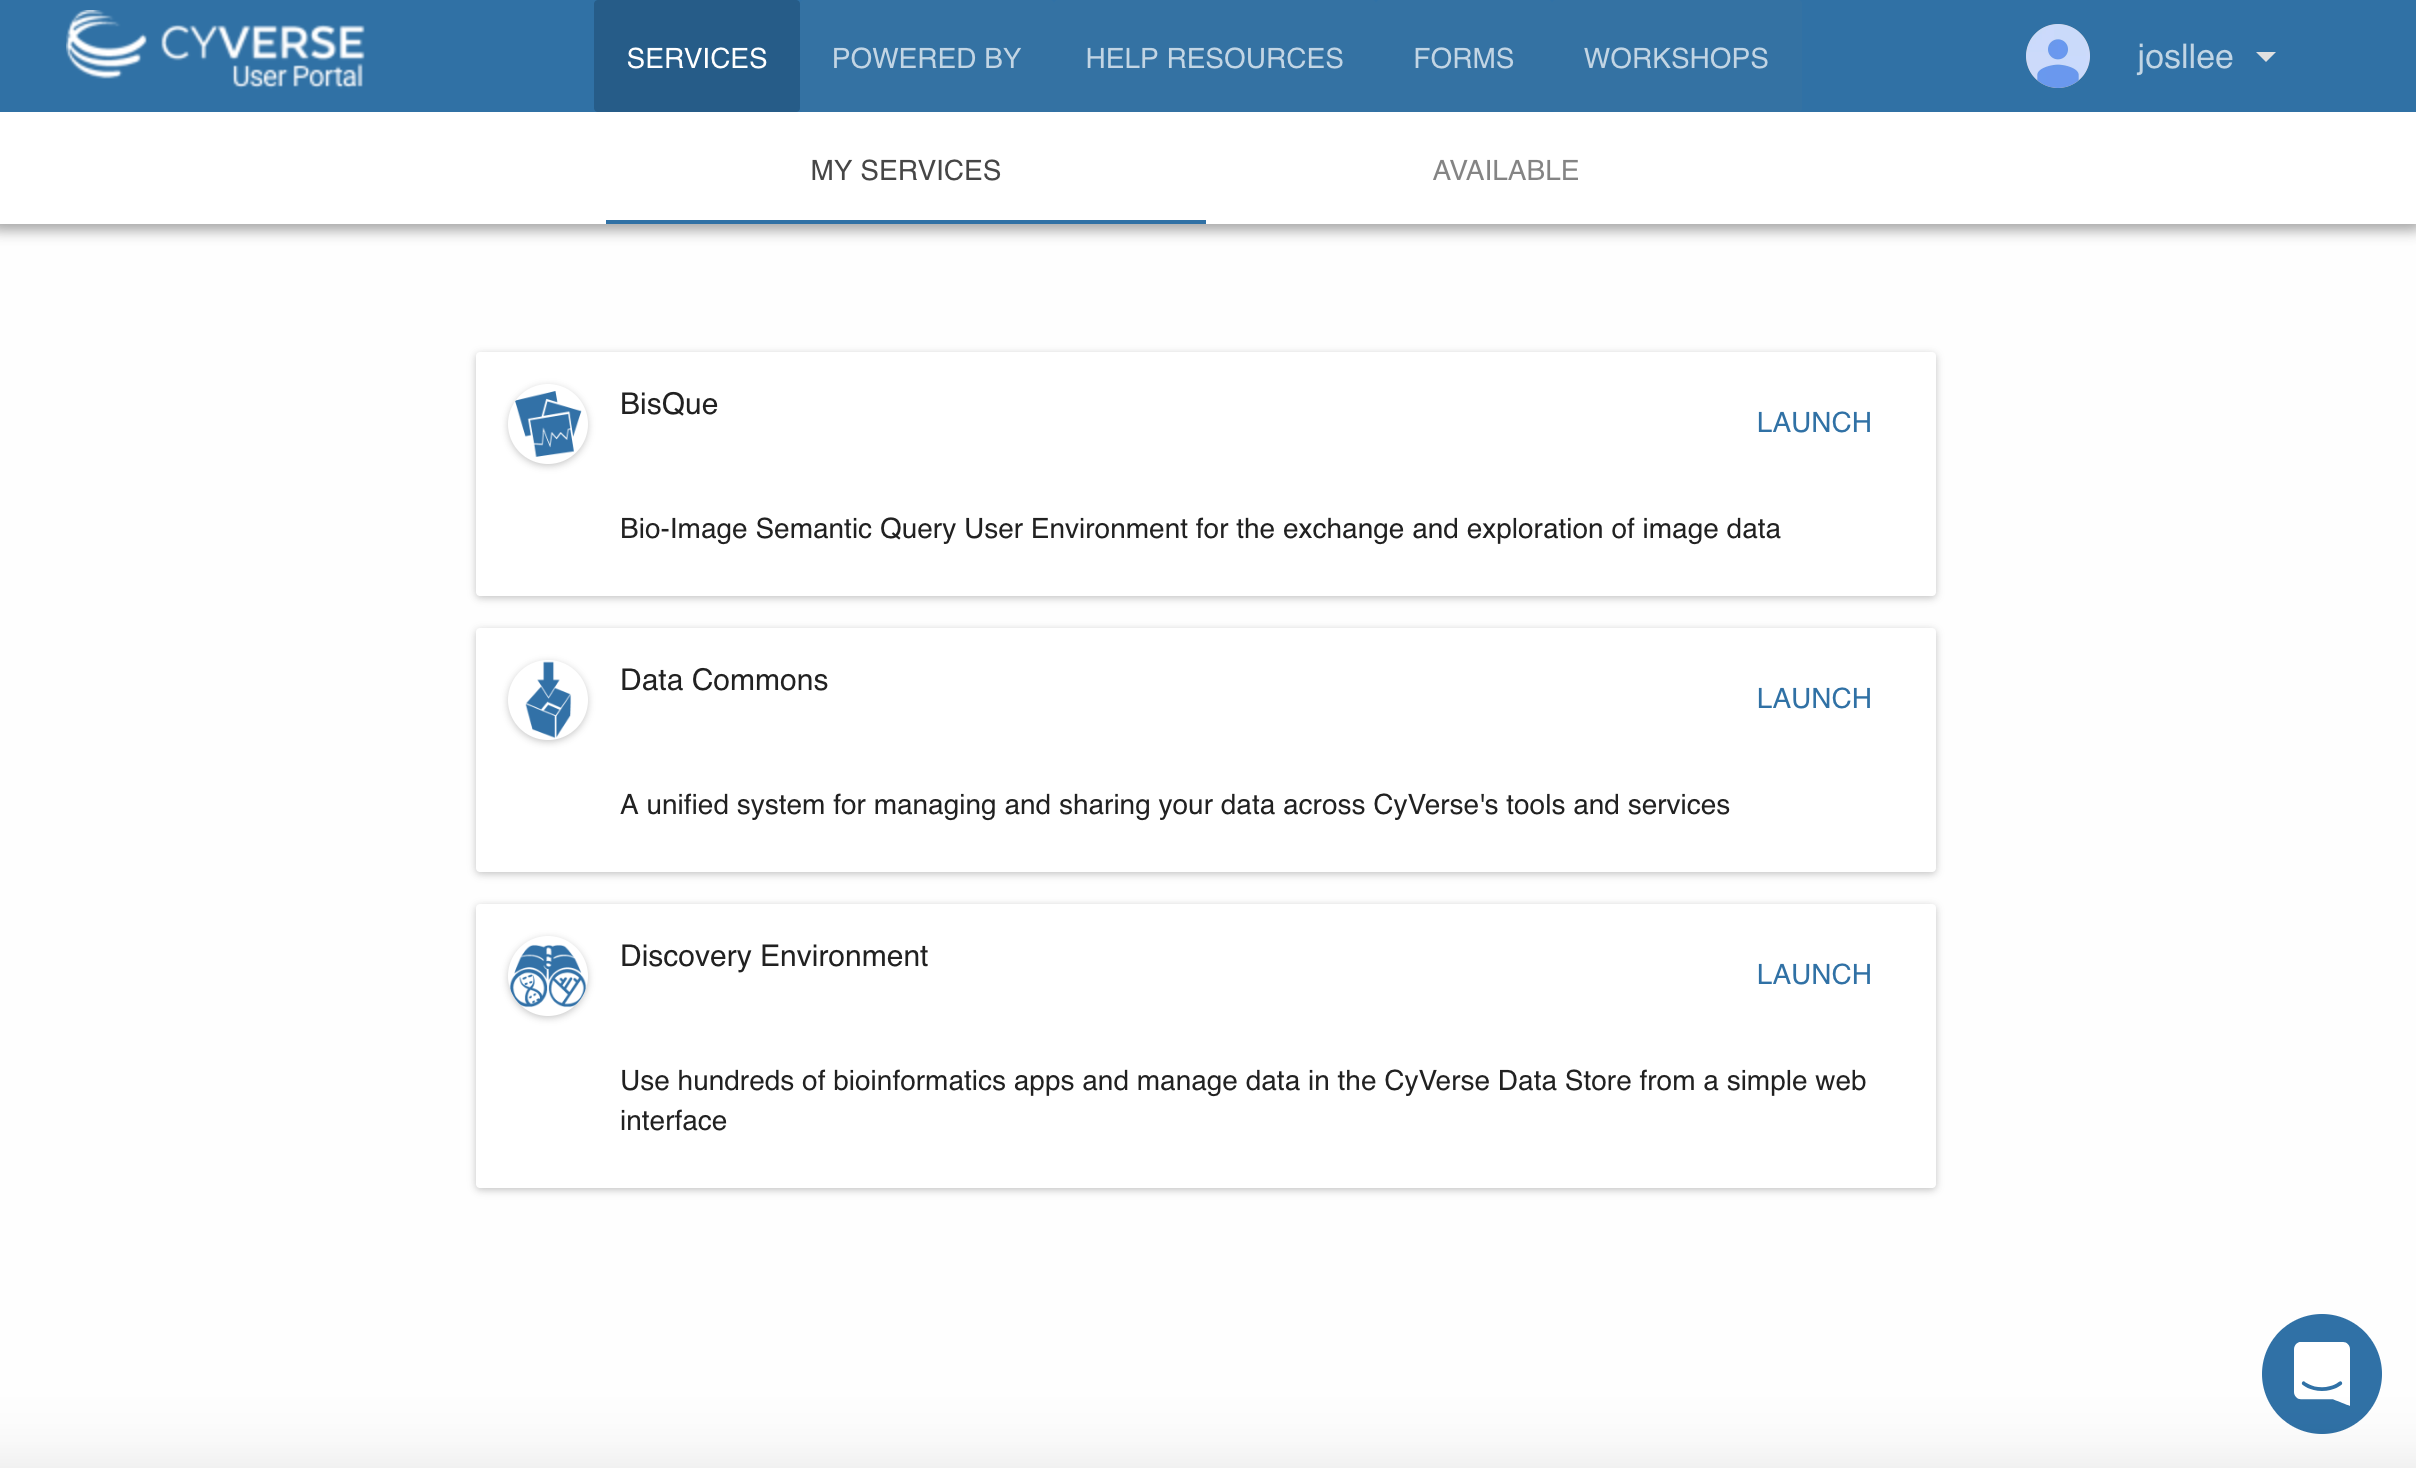 CYVERSE
User Portal
SERVICES
POWERED BY
HELP RESOURCES
FORMS
WORKSHOPS
josllee
MY SERVICES
AVAILABLE
BisQue
LAUNCH
Bio-Image Semantic Query User Environment for the exchange and exploration of image data
Data Commons
LAUNCH
A unified system for managing and sharing your data across CyVerse's tools and services
Discovery Environment
LAUNCH
Use hundreds of bioinformatics apps and manage data in the CyVerse Data Store from a simple web
interface